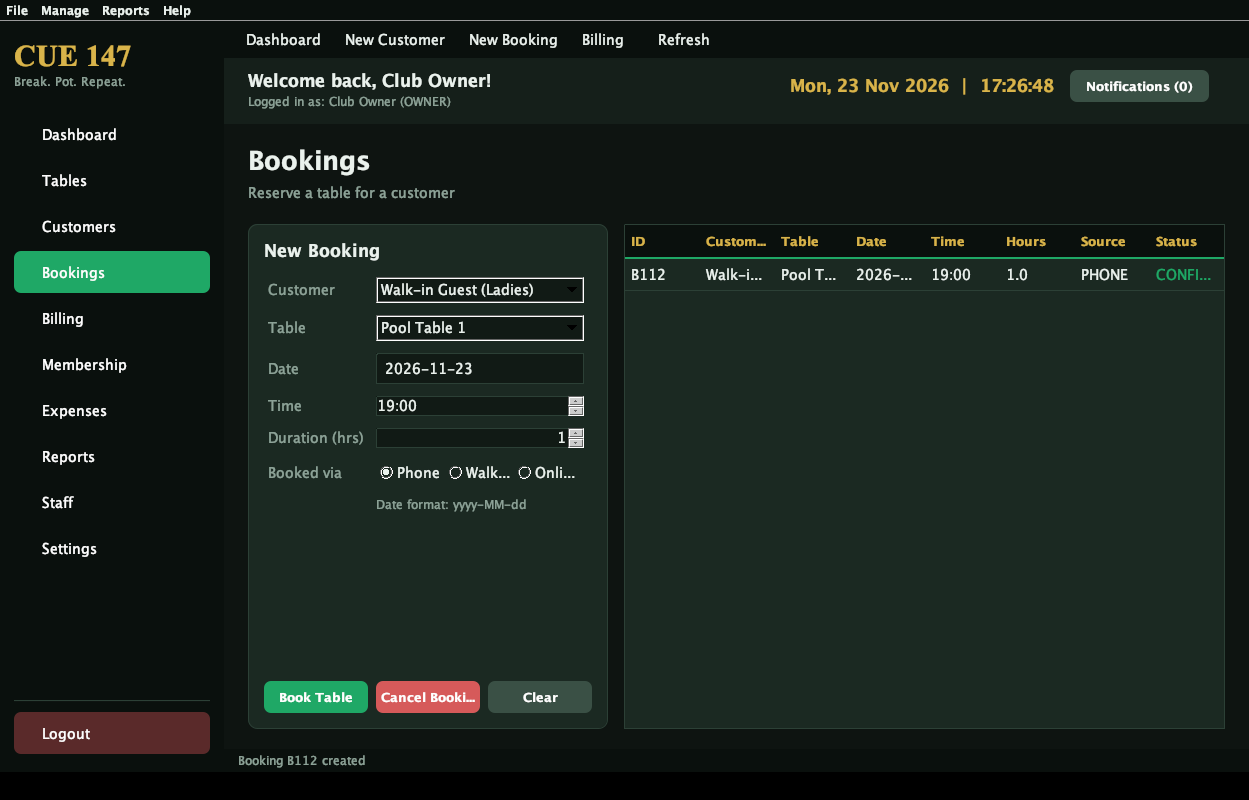 File Manage Reports Help
CUE 147
Break. Pot. Repeat.
Dashboard
Tables
Customers
Bookings
Billing
Membership
Expenses
Reports
Staff
Settings
Logout
Dashboard New Customer New Booking Billing Refresh
Welcome back, Club Owner!
Logged in as: Club Owner (OWNER)
Mon, 23 Nov 2026 | 17:26:48
Notifications (0)
Bookings
Reserve a table for a customer
New Booking
Customer Walk-in Guest (Ladies)
Table Pool Table 1
Date 2026-11-23
Time 19:00
Duration (hrs) 1
Booked via Phone Walk... Onli...
Date format: yyyy-MM-dd
Book Table Cancel Booki... Clear
ID Custom... Table Date Time Hours Source Status
B112 Walk-i... Pool T... 2026-... 19:00 1.0 PHONE CONFI...
Booking B112 created